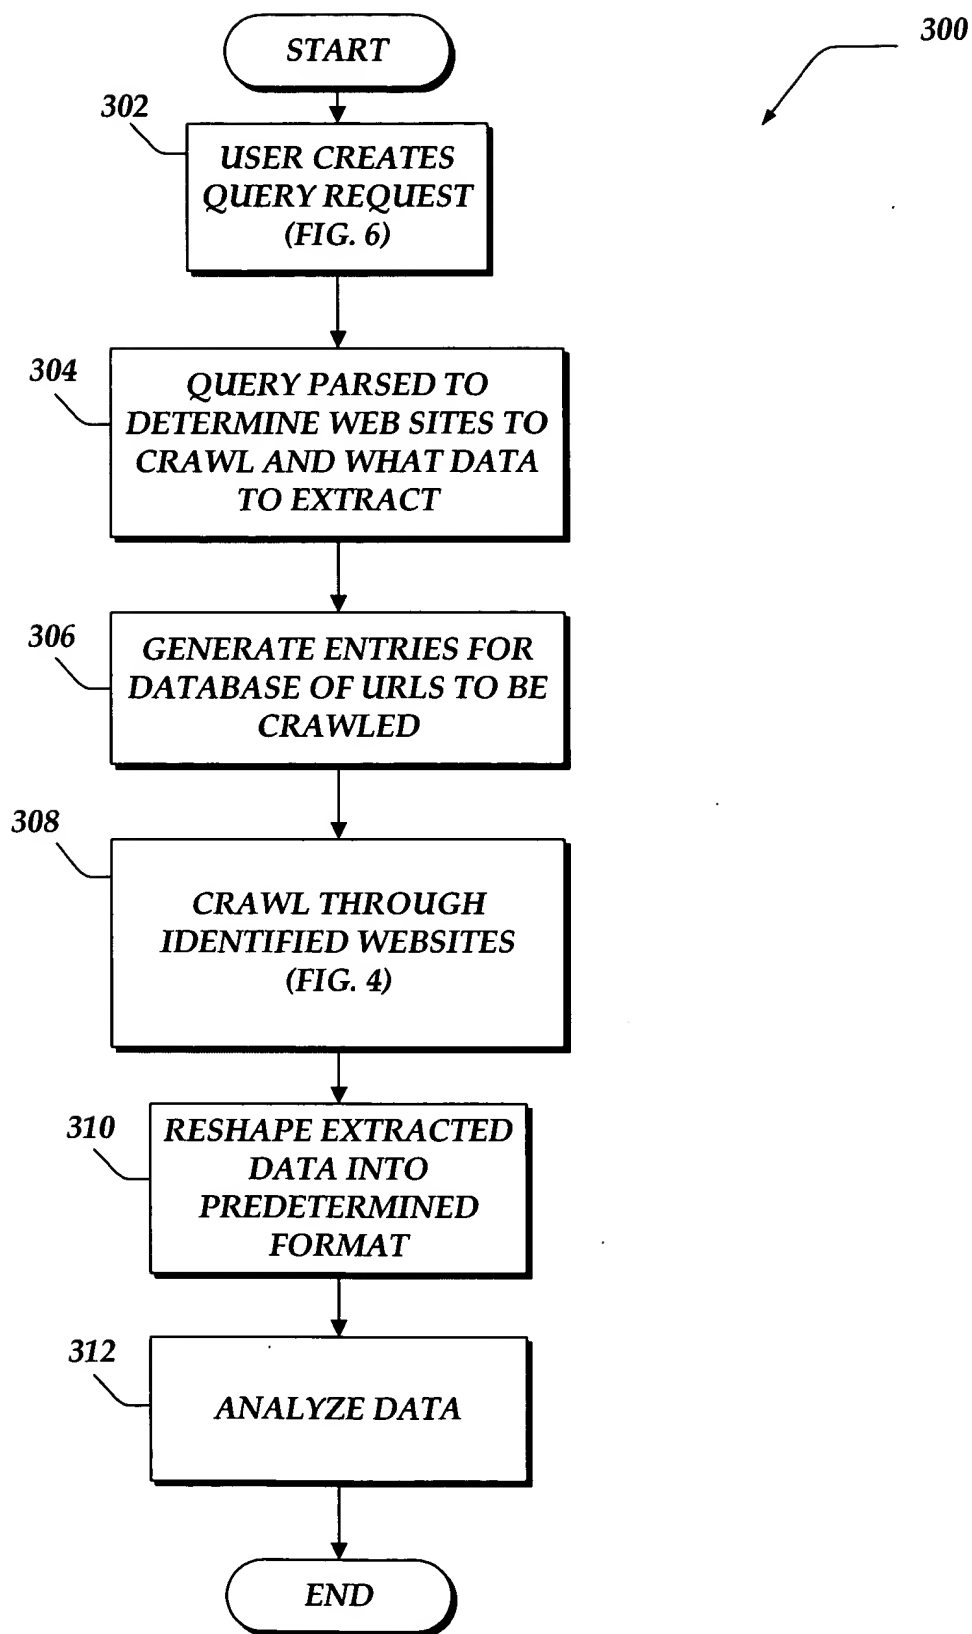 300
START
302
USER CREATES
QUERY REQUEST
(FIG. 6)
304
QUERY PARSED TO
DETERMINE WEB SITES TO
CRAWL AND WHAT DATA
TO EXTRACT
306
GENERATE ENTRIES FOR
DATABASE OF URLS TO BE
CRAWLED
308
CRAWL THROUGH
IDENTIFIED WEBSITES
(FIG. 4)
310
RESHAPE EXTRACTED
DATA INTO
PREDETERMINED
FORMAT
312
ANALYZE DATA
END